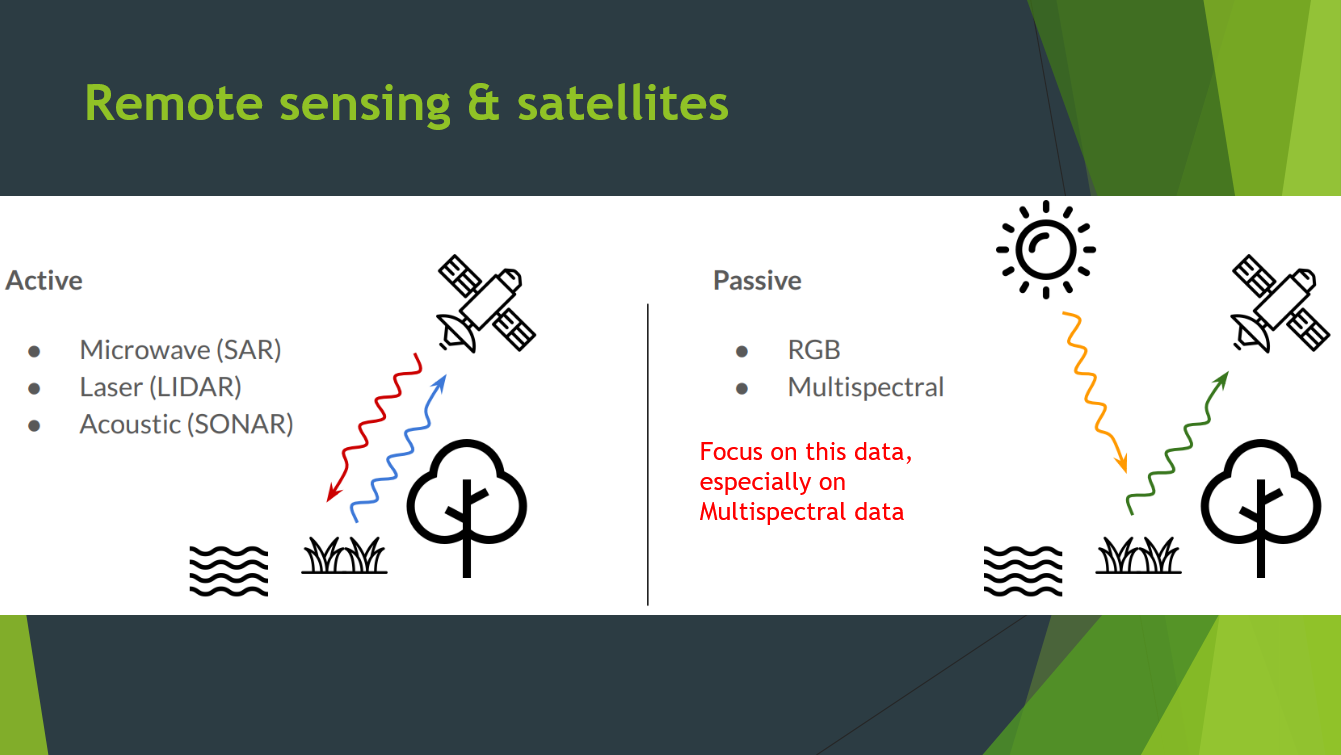 Remote sensing & satellites
Active
● Microwave (SAR)
● Laser (LIDAR)
● Acoustic (SONAR)
Passive
● RGB
● Multispectral
Focus on this data,
especially on
Multispectral data